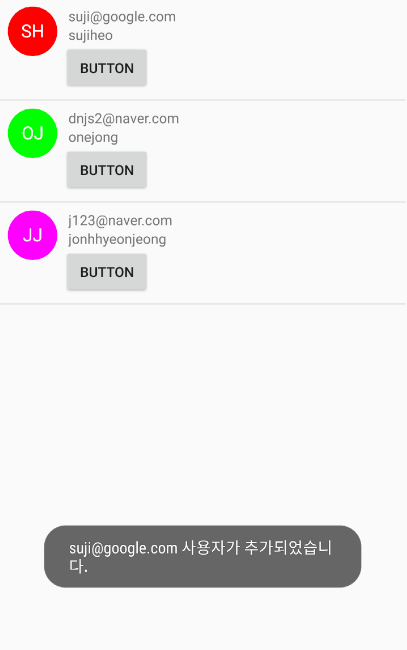 SH
suji@google.com
sujiheo
BUTTON
OJ
dnjs2@naver.com
onejong
BUTTON
JJ
j123@naver.com
jonhhyeonjeong
BUTTON
suji@google.com 사용자가 추가되었습니
다.